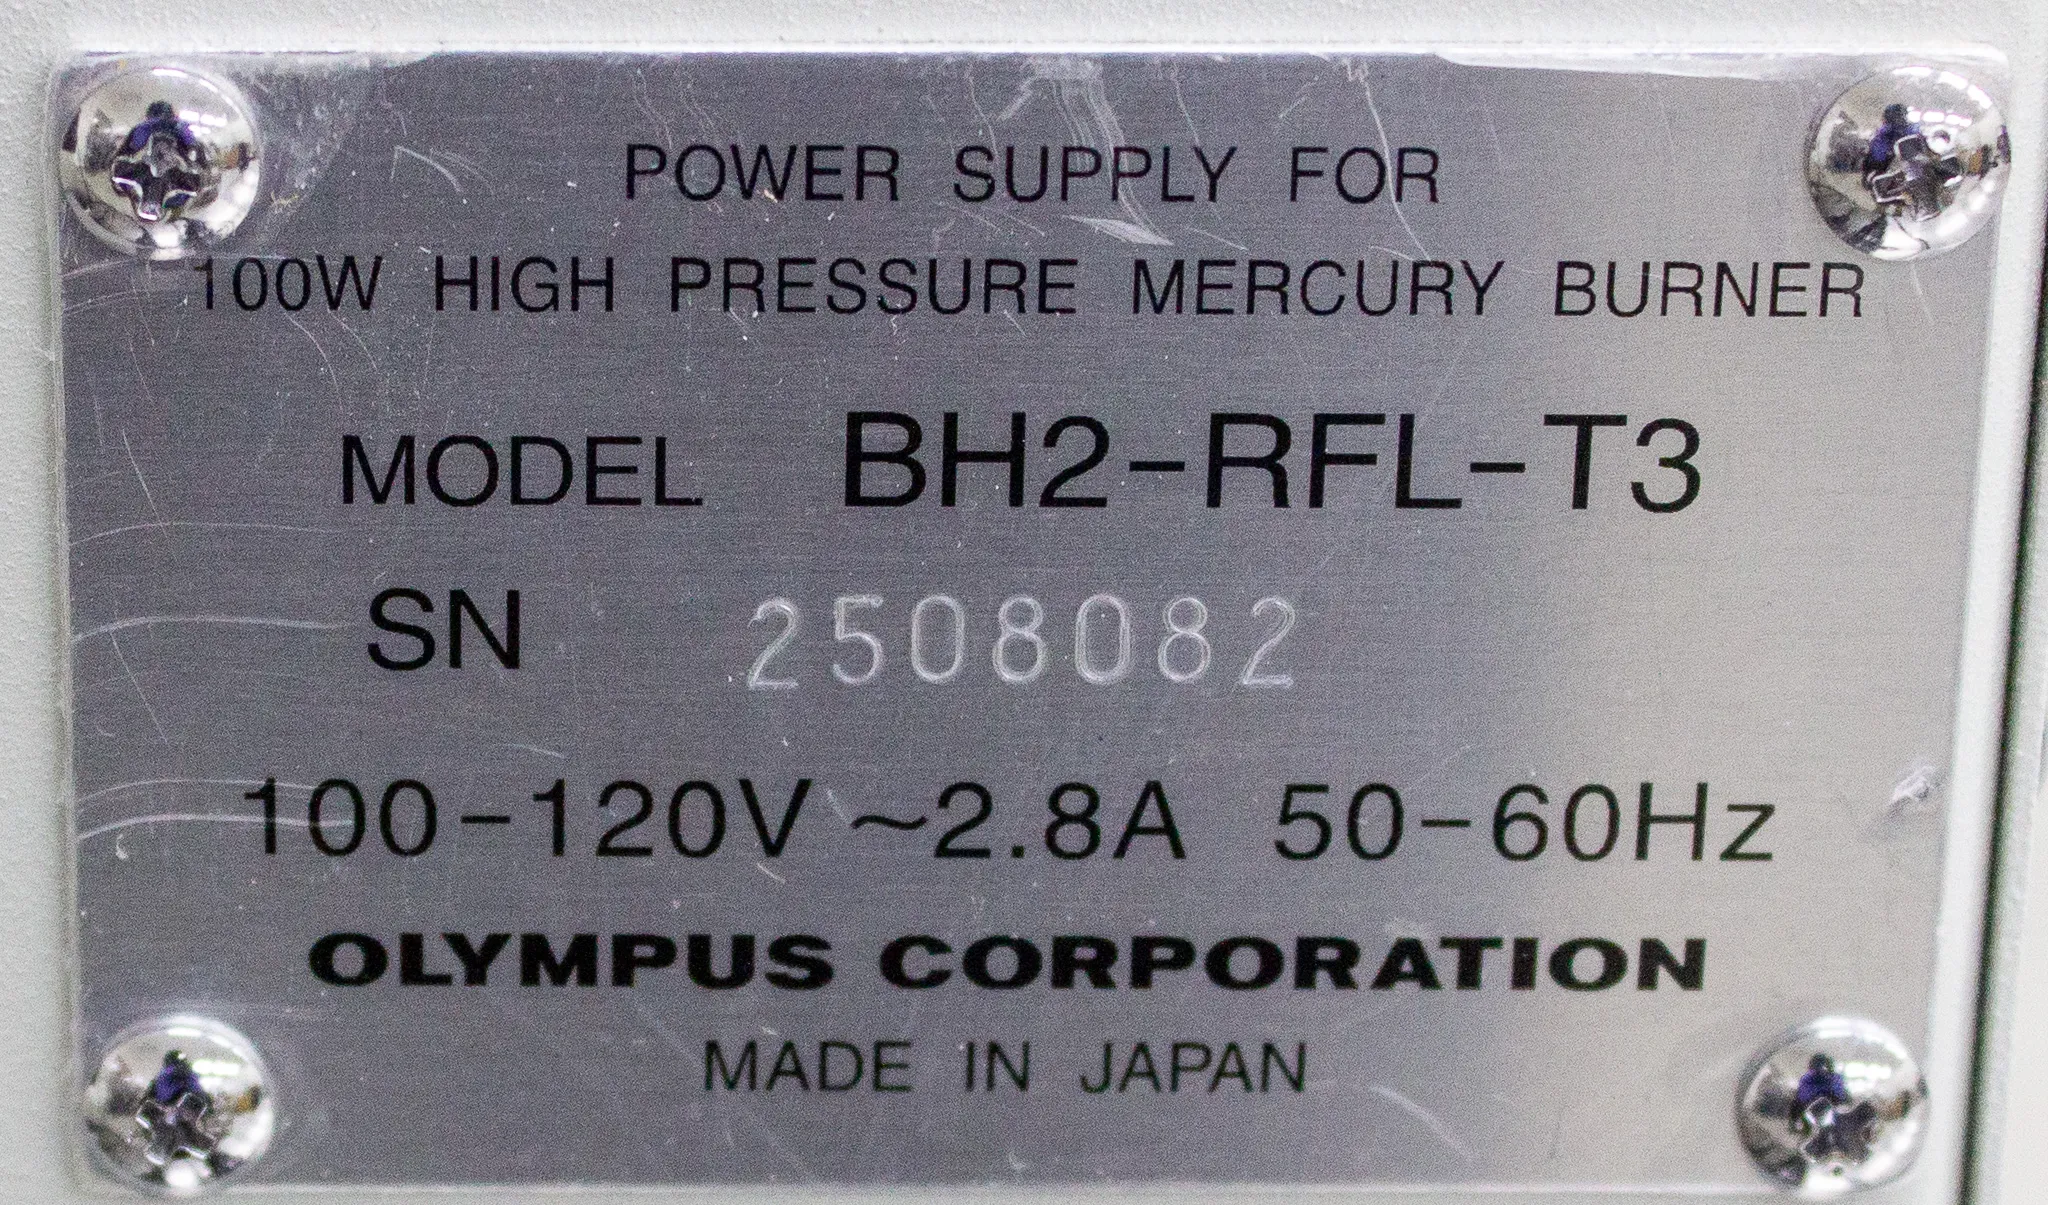 POWER SUPPLY FOR
100W HIGH PRESSURE MERCURY BURNER
MODEL BH2-RFL-T3
SN 2508082
100-120V ~2.8A 50-60Hz
OLYMPUS CORPORATION
MADE IN JAPAN